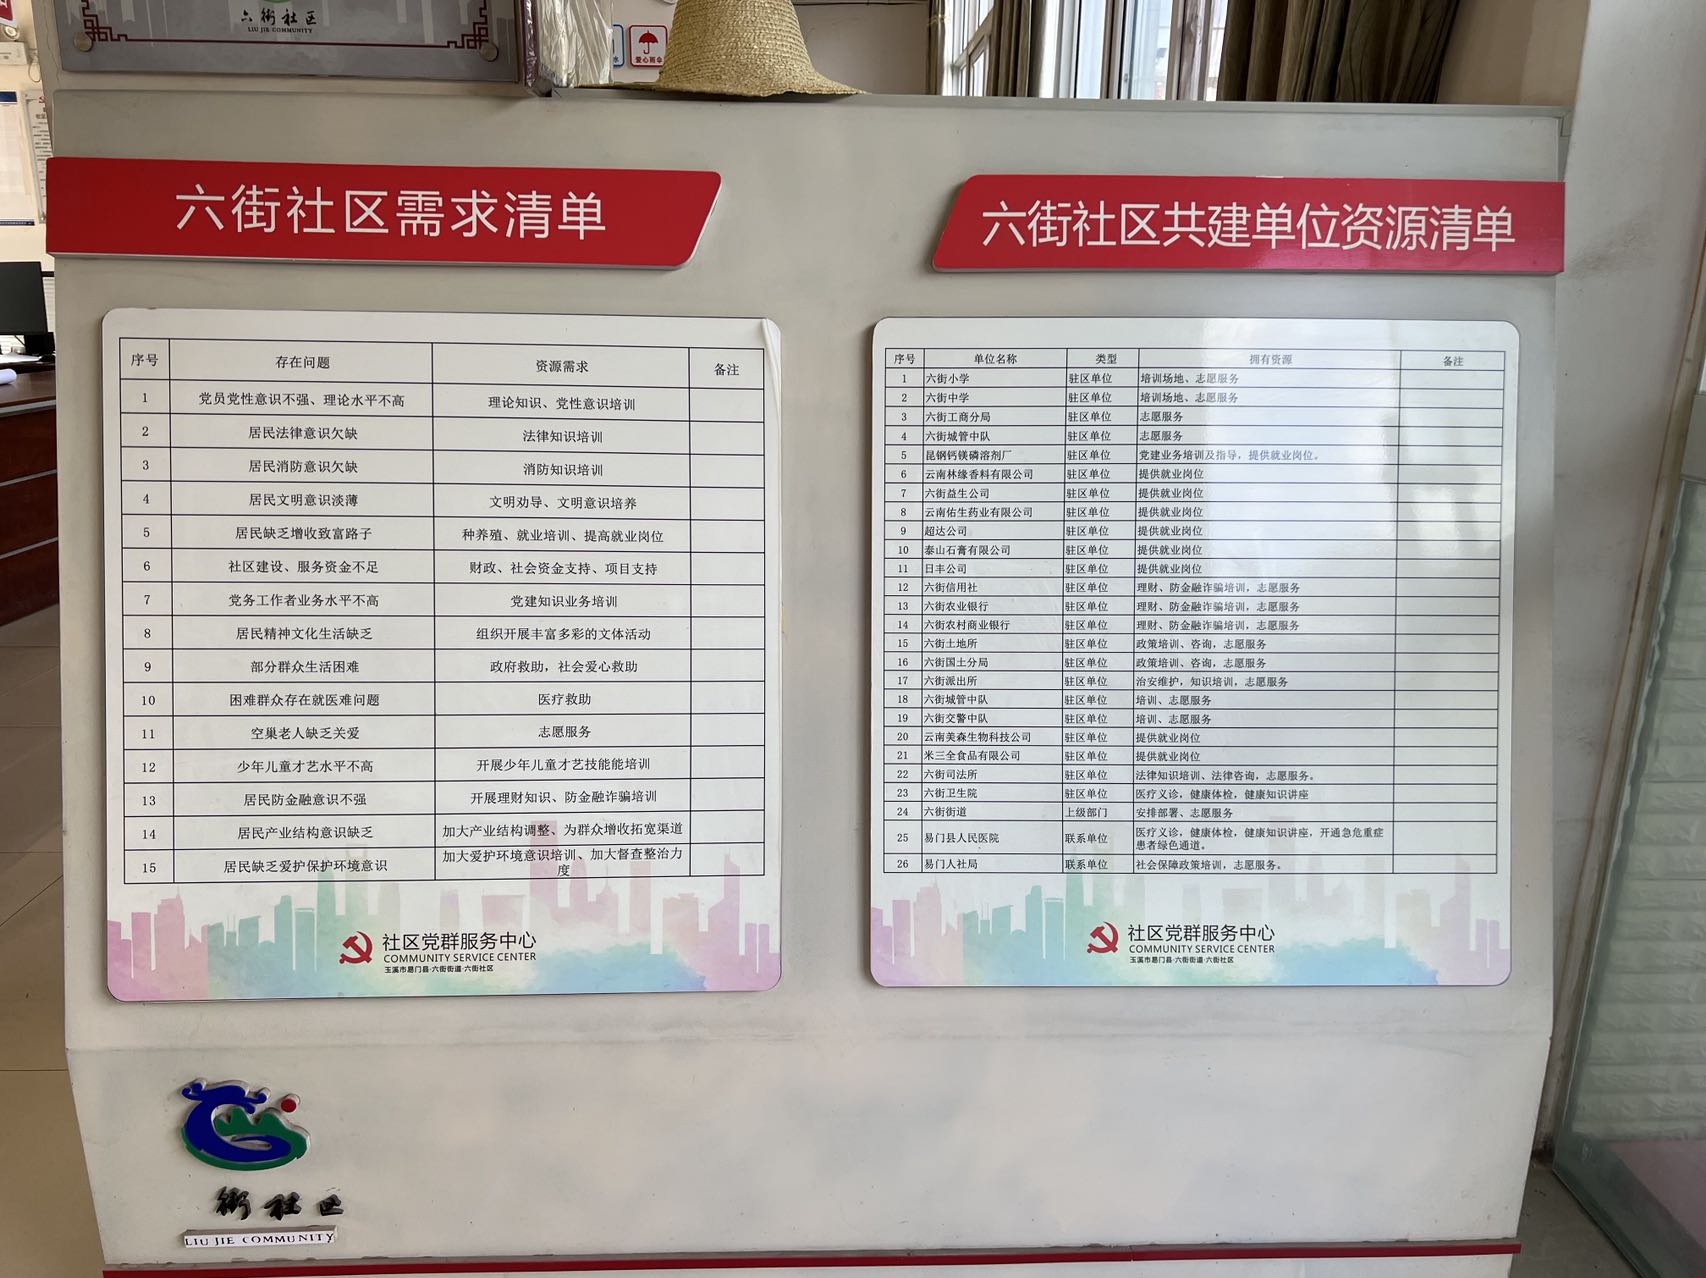 六街社区
LIU JIE COMMUNITY
爱心雨伞
六街社区需求清单
序号 存在问题 资源需求 备注
1 党员党性意识不强、理论水平不高 理论知识、党性意识培训
2 居民法律意识欠缺 法律知识培训
3 居民消防意识欠缺 消防知识培训
4 居民文明意识淡薄 文明劝导、文明意识培养
5 居民缺乏增收致富路子 种养殖、就业培训、提高就业岗位
6 社区建设、服务资金不足 财政、社会资金支持、项目支持
7 党务工作者业务水平不高 党建知识业务培训
8 居民精神文化生活缺乏 组织开展丰富多彩的文体活动
9 部分群众生活困难 政府救助，社会爱心救助
10 困难群众存在就医难问题 医疗救助
11 空巢老人缺乏关爱 志愿服务
12 少年儿童才艺水平不高 开展少年儿童才艺技能能培训
13 居民防金融意识不强 开展理财知识、防金融诈骗培训
14 居民产业结构意识缺乏 加大产业结构调整、为群众增收拓宽渠道
15 居民缺乏爱护保护环境意识 加大爱护环境意识培训、加大督查整治力
度
社区党群服务中心
COMMUNITY SERVICE CENTER
玉溪市易门县·六街街道·六街社区
六街社区共建单位资源清单
序号 单位名称 类型 拥有资源 备注
1 六街小学 驻区单位 培训场地、志愿服务
2 六街中学 驻区单位 培训场地、志愿服务
3 六街工商分局 驻区单位 志愿服务
4 六街城管中队 驻区单位 志愿服务
5 昆钢钙镁磷溶剂厂 驻区单位 党建业务培训及指导，提供就业岗位。
6 云南林缘香料有限公司 驻区单位 提供就业岗位
7 六街益生公司 驻区单位 提供就业岗位
8 云南佑生药业有限公司 驻区单位 提供就业岗位
9 超达公司 驻区单位 提供就业岗位
10 泰山石膏有限公司 驻区单位 提供就业岗位
11 日丰公司 驻区单位 提供就业岗位
12 六街信用社 驻区单位 理财、防金融诈骗培训，志愿服务
13 六街农业银行 驻区单位 理财、防金融诈骗培训，志愿服务
14 六街农村商业银行 驻区单位 理财、防金融诈骗培训，志愿服务
15 六街土地所 驻区单位 政策培训、咨询，志愿服务
16 六街国土分局 驻区单位 政策培训、咨询，志愿服务
17 六街派出所 驻区单位 治安维护，知识培训，志愿服务
18 六街城管中队 驻区单位 培训、志愿服务
19 六街交警中队 驻区单位 培训、志愿服务
20 云南美森生物科技公司 驻区单位 提供就业岗位
21 米三全食品有限公司 驻区单位 提供就业岗位
22 六街司法所 驻区单位 法律知识培训、法律咨询，志愿服务。
23 六街卫生院 驻区单位 医疗义诊，健康体检，健康知识讲座
24 六街街道 上级部门 安排部署、志愿服务
25 易门县人民医院 联系单位 医疗义诊，健康体检，健康知识讲座，开通急危重症
患者绿色通道。
26 易门人社局 联系单位 社会保障政策培训，志愿服务。
社区党群服务中心
COMMUNITY SERVICE CENTER
玉溪市易门县·六街街道·六街社区
街社区
LIU JIE COMMUNITY